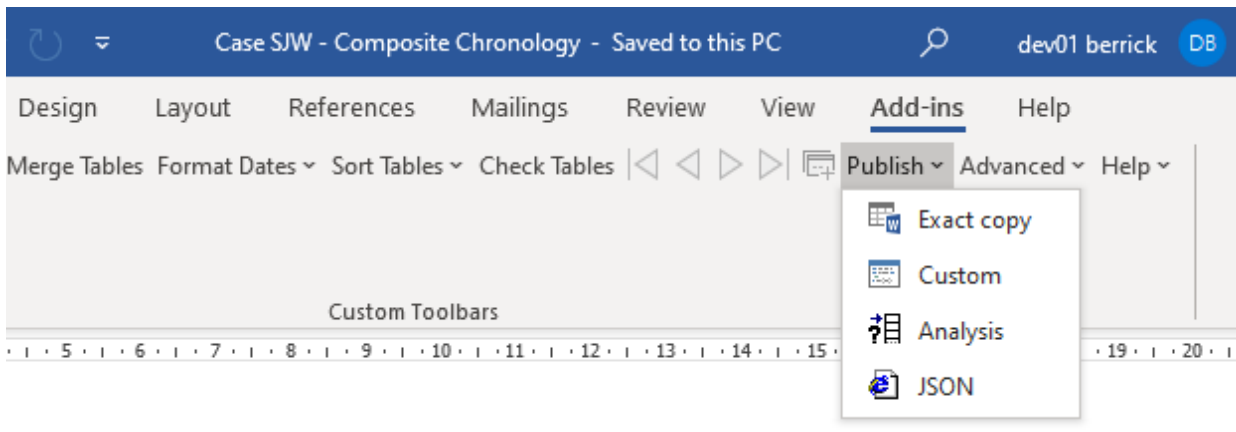 Case SJW - Composite Chronology - Saved to this PC dev01 berrick DB
Design Layout References Mailings Review View Add-ins Help
Merge Tables Format Dates Sort Tables Check Tables Publish Advanced Help
Exact copy
Custom
Analysis
Custom Toolbars
JSON
5 6 7 8 9 10 11 12 13 14 15 19 20